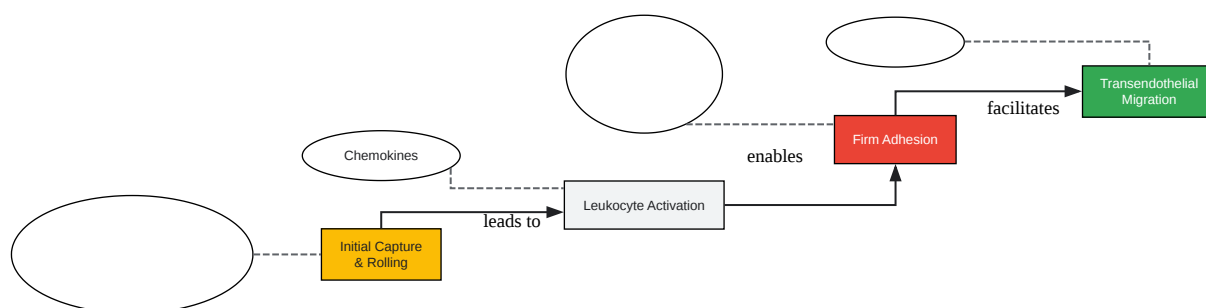 Transendothelial
Migration
facilitates
Firm Adhesion
enables
Chemokines
Leukocyte Activation
leads to
Initial Capture
& Rolling